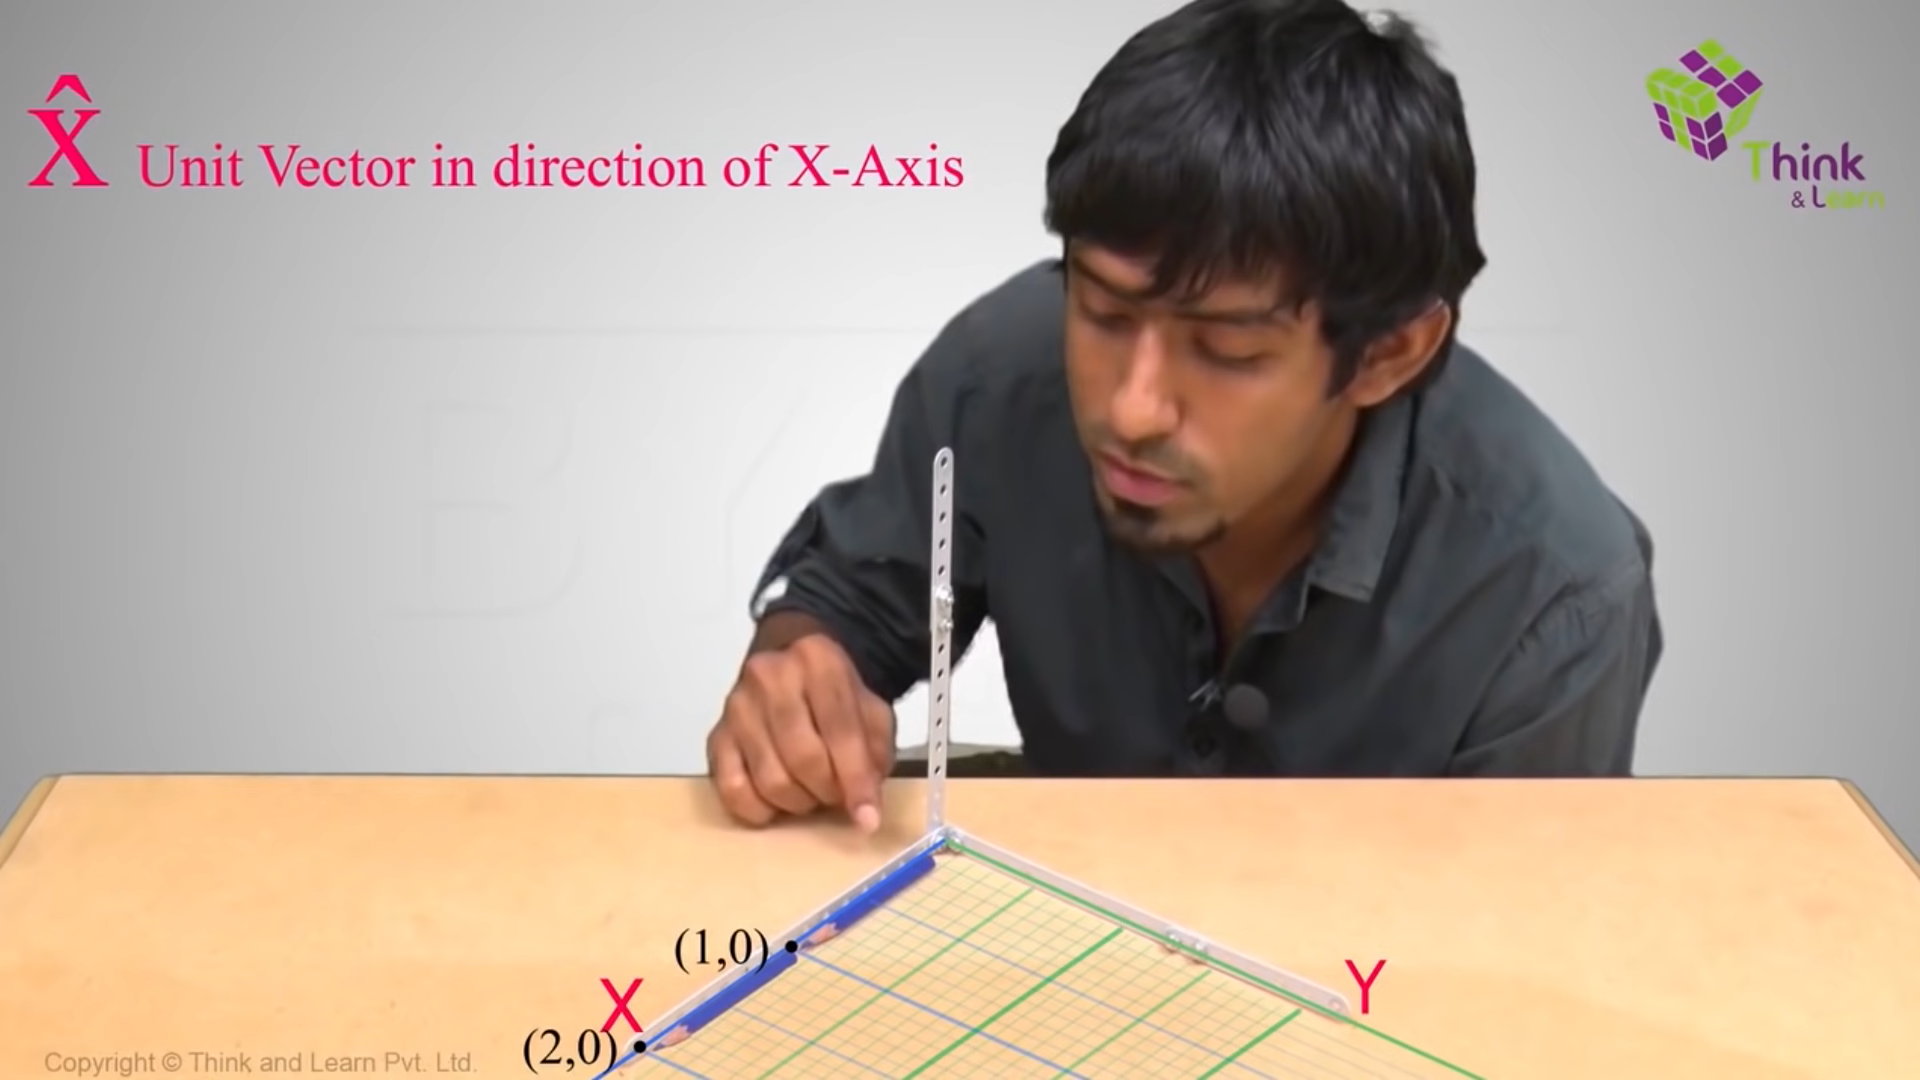 X̂ Unit Vector in direction of X-Axis
Think
& Learn
(1,0)
X
Y
(2,0)
Copyright © Think and Learn Pvt. Ltd.